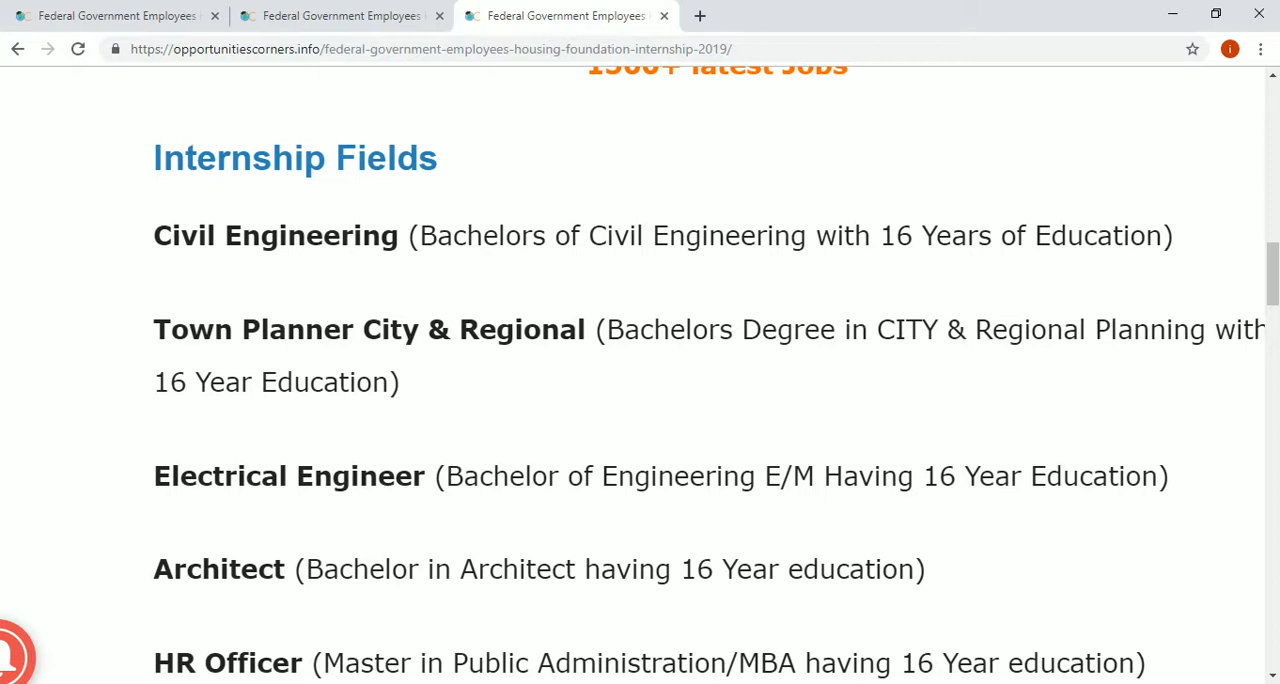 Federal Government Employees
Federal Government Employees
Federal Government Employees
https://opportunitiescorners.info/federal-government-employees-housing-foundation-internship-2019/
i
1500+ latest Jobs
Internship Fields
Civil Engineering (Bachelors of Civil Engineering with 16 Years of Education)
Town Planner City & Regional (Bachelors Degree in CITY & Regional Planning with
16 Year Education)
Electrical Engineer (Bachelor of Engineering E/M Having 16 Year Education)
Architect (Bachelor in Architect having 16 Year education)
HR Officer (Master in Public Administration/MBA having 16 Year education)